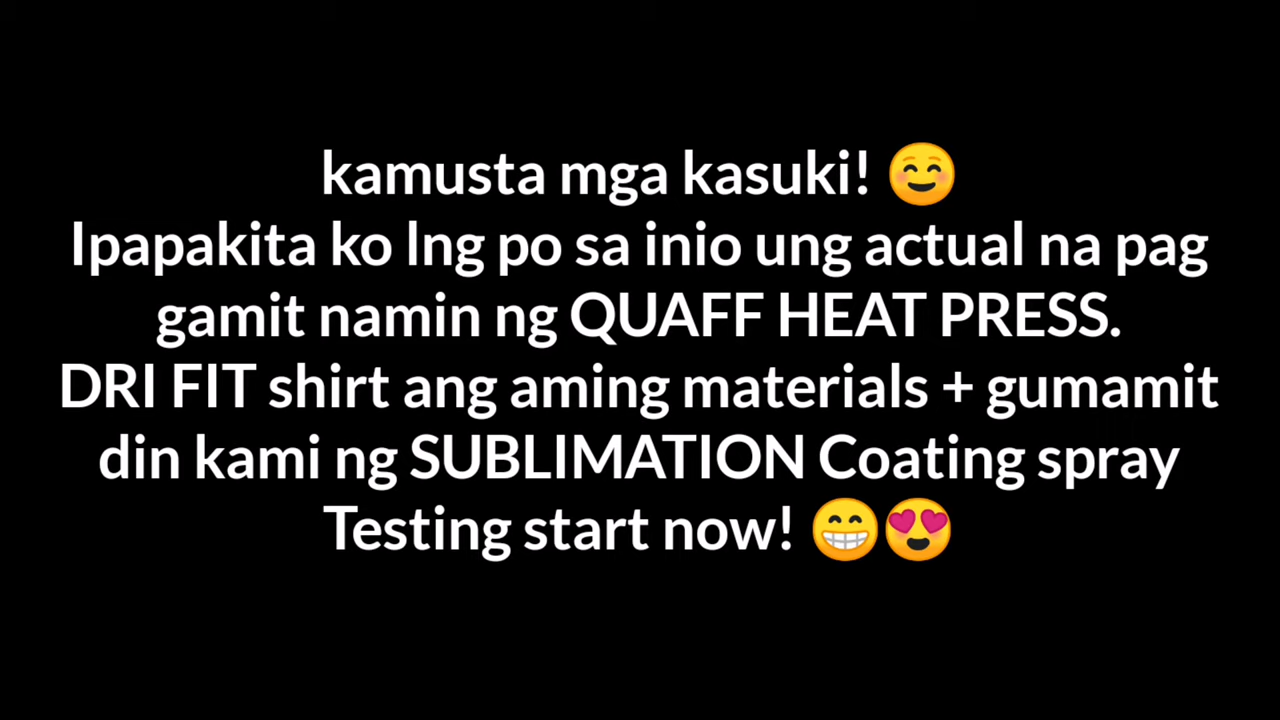 kamusta mga kasuki! ☺️
Ipapakita ko lng po sa inio ung actual na pag
gamit namin ng QUAFF HEAT PRESS.
DRI FIT shirt ang aming materials + gumamit
din kami ng SUBLIMATION Coating spray
Testing start now! 😁😍